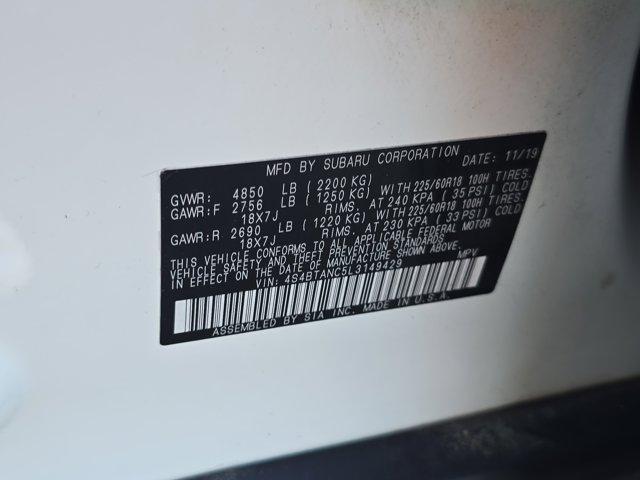 MFD BY SUBARU CORPORATION DATE: 11/19
GVWR: 4850 LB ( 2200 KG)
GAWR:F 2756 LB ( 1250 KG) WITH 225/60R18 100H TIRES.
18X7J RIMS, AT 240 KPA ( 35 PSI) COLD
GAWR:R 2690 LB ( 1220 KG) WITH 225/60R18 100H TIRES.
18X7J RIMS, AT 230 KPA ( 33 PSI) COLD
THIS VEHICLE CONFORMS TO ALL APPLICABLE FEDERAL MOTOR
VEHICLE SAFETY AND THEFT PREVENTION STANDARDS
IN EFFECT ON THE DATE OF MANUFACTURE SHOWN ABOVE.
VIN: 4S4BTANC5L3149429 MPV
ASSEMBLED BY SIA INC. MADE IN U.S.A.